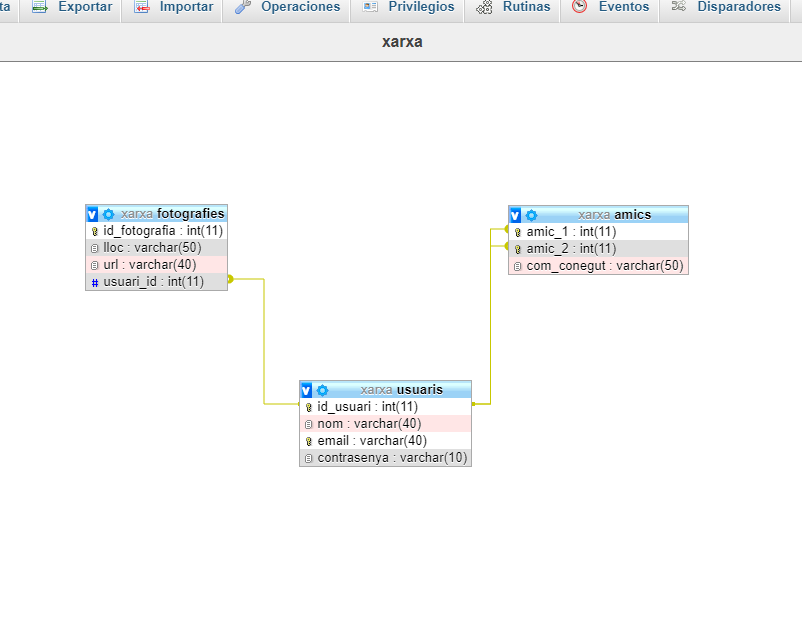 ta Exportar Importar Operaciones Privilegios Rutinas Eventos Disparadores
xarxa
v xarxa fotografies
id_fotografia : int(11)
lloc : varchar(50)
url : varchar(40)
# usuari_id : int(11)
v xarxa amics
amic_1 : int(11)
amic_2 : int(11)
com_conegut : varchar(50)
v xarxa usuaris
id_usuari : int(11)
nom : varchar(40)
email : varchar(40)
contrasenya : varchar(10)